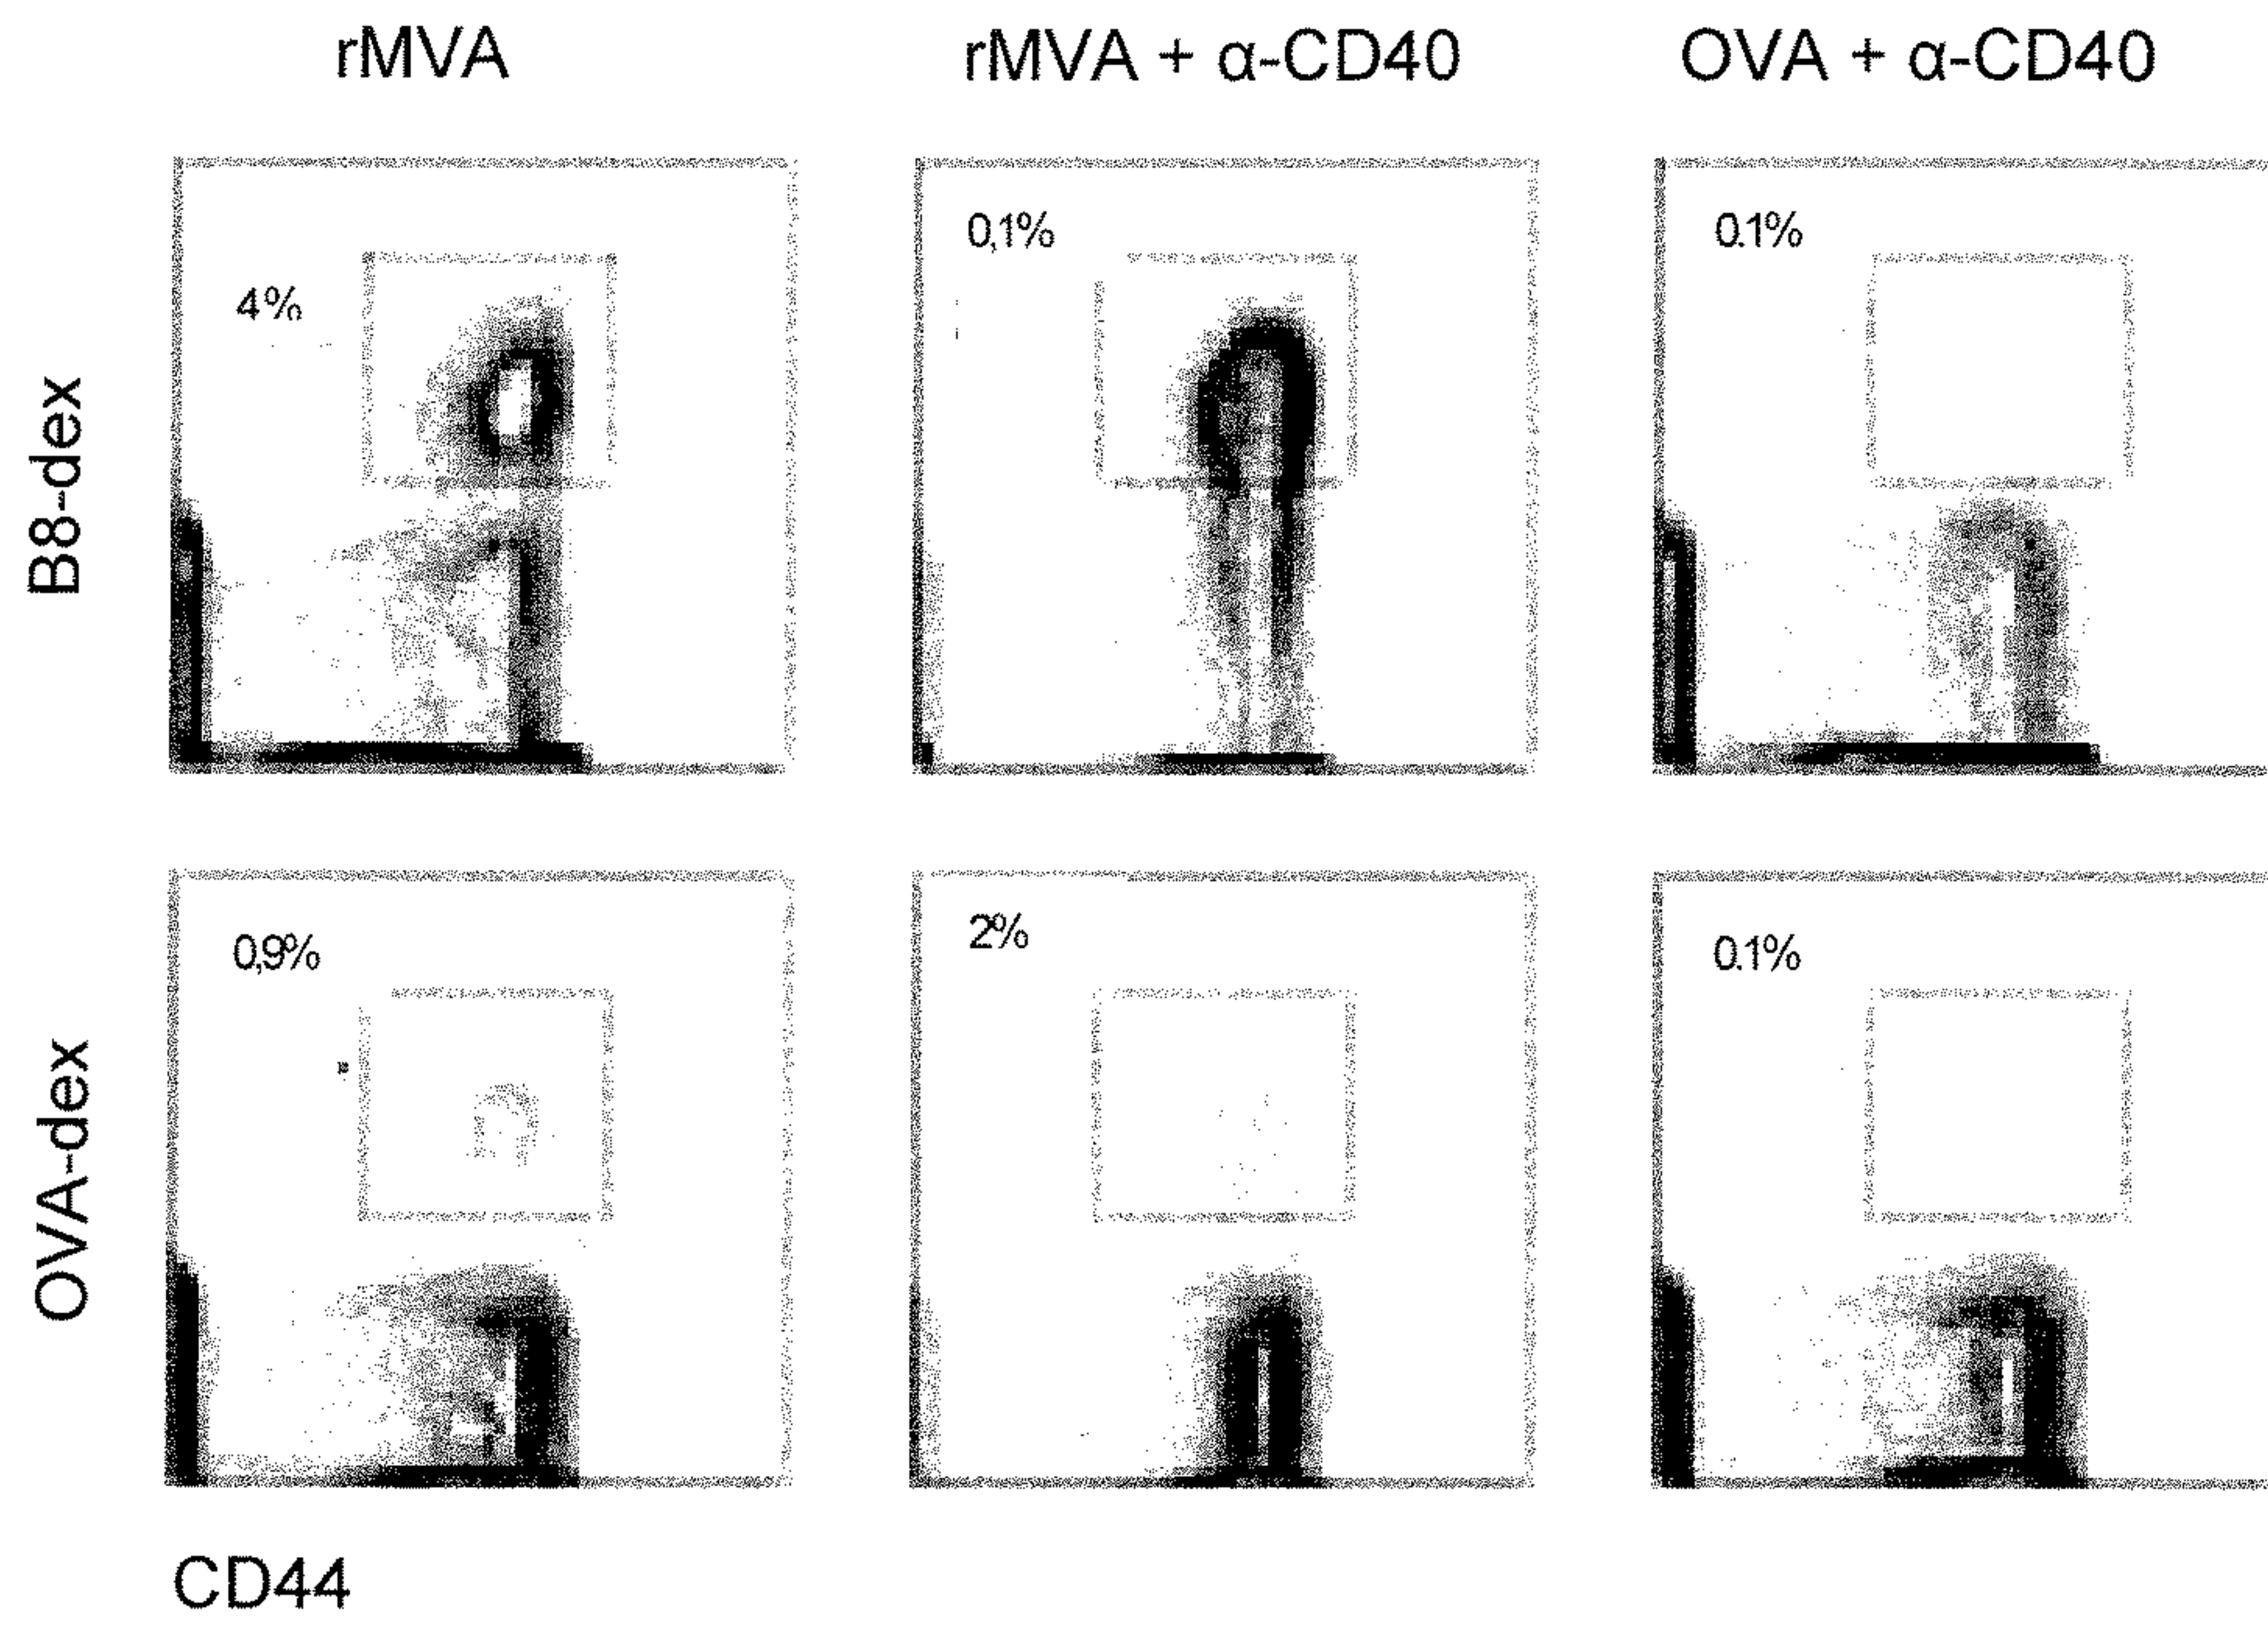 rMVA
rMVA + α-CD40
OVA + α-CD40
B8-dex
4%
0,1%
0.1%
OVA-dex
0,9%
2%
0.1%
CD44